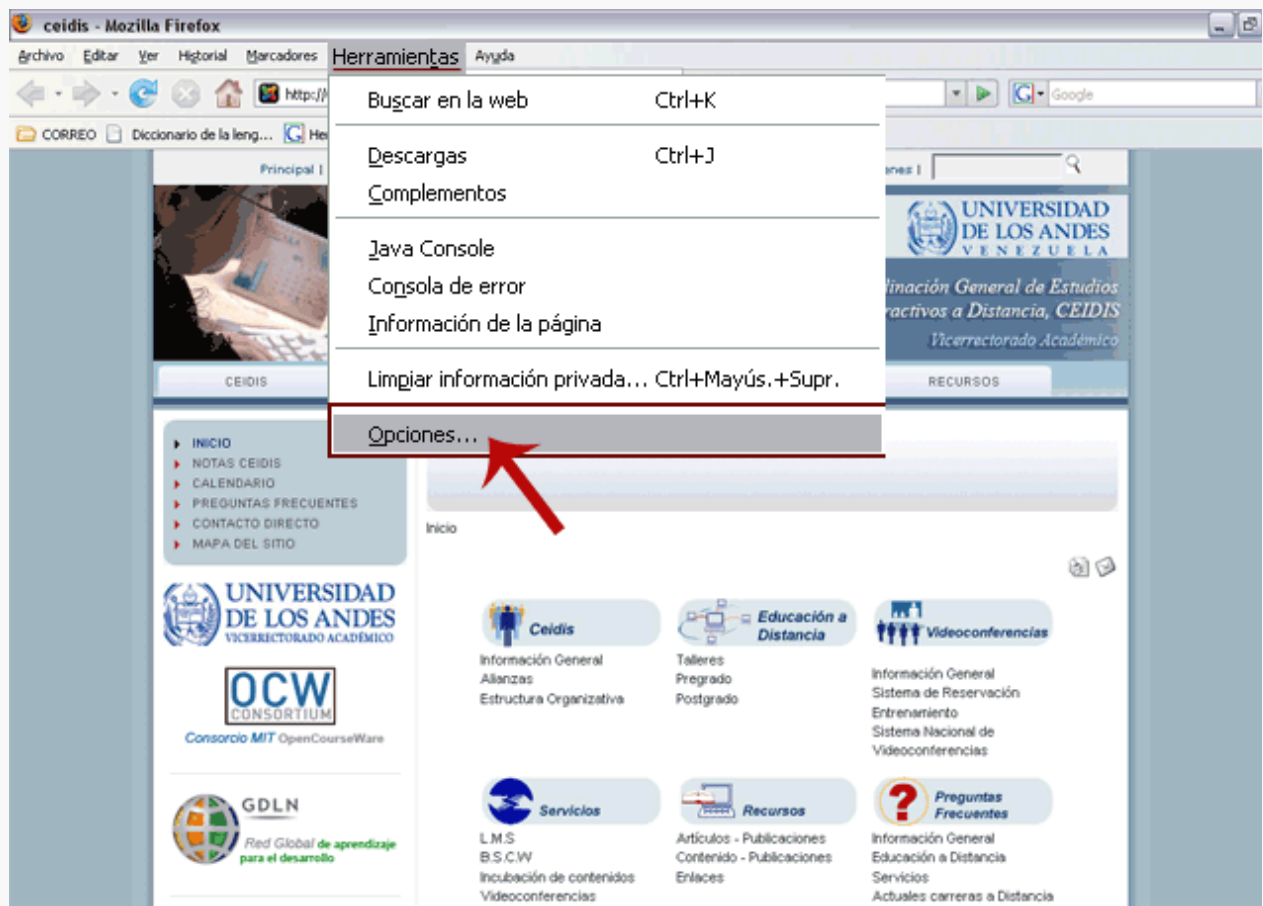 ceidis - Mozilla Firefox
Archivo Editar Ver Historial Marcadores Herramientas Ayuda
http://
Google
CORREO Diccionario de la leng...
Buscar en la web Ctrl+K
Descargas Ctrl+J
Complementos
Java Console
Consola de error
Información de la página
Limpiar información privada... Ctrl+Mayús.+Supr.
Opciones...
Principal |
UNIVERSIDAD
DE LOS ANDES
VENEZUELA
General de Estudios
a Distancia, CEIDIS
Vicerrectorado Académico
CEIDIS
RECURSOS
INICIO
NOTAS CEIDIS
CALENDARIO
PREGUNTAS FRECUENTES
CONTACTO DIRECTO
MAPA DEL SITIO
UNIVERSIDAD
DE LOS ANDES
VICERRECTORADO ACADÉMICO
OCW
CONSORTIUM
Consorcio MIT OpenCourseWare
GDLN
Red Global de aprendizaje
para el desarrollo
Inicio
Ceidis
Información General
Alianzas
Estructura Organizativa
Educación a
Distancia
Talleres
Pregrado
Postgrado
Videoconferencias
Información General
Sistema de Reservación
Entrenamiento
Sistema Nacional de
Videoconferencias
Servicios
L.M.S
B.S.C.W
Incubación de contenidos
Videoconferencias
Recursos
Artículos - Publicaciones
Contenido - Publicaciones
Enlaces
Preguntas
Frecuentes
Información General
Educación a Distancia
Servicios
Actuales carreras a Distancia